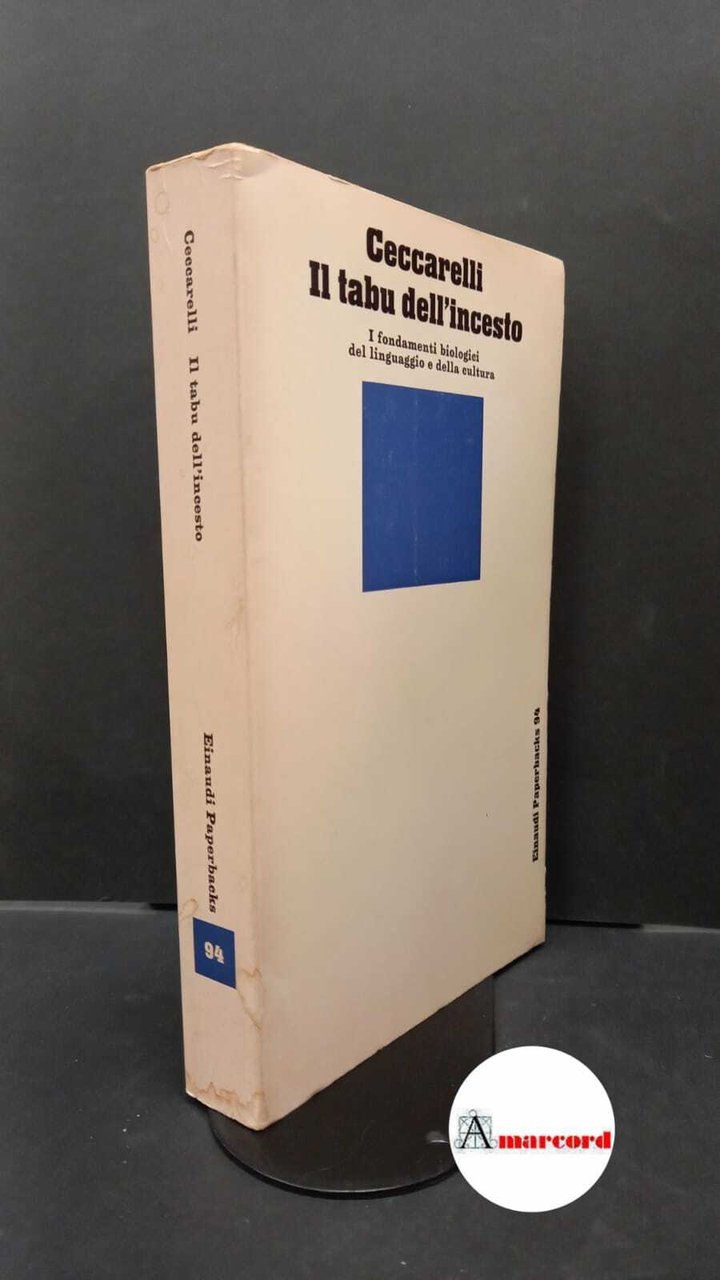 Ceccarelli
Il tabu dell'incesto
I fondamenti biologici
del linguaggio e della cultura
Einaudi Paperbacks 94
Ceccarelli Il tabu dell'incesto
Einaudi Paperbacks
94
Amarcord